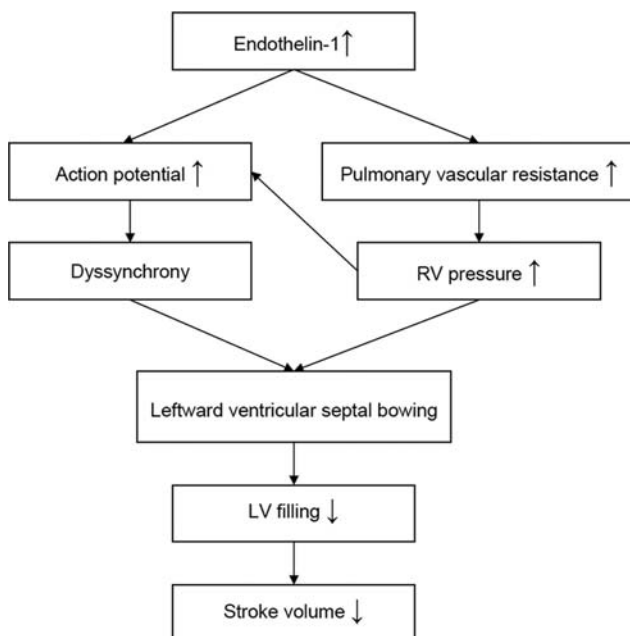 Endothelin-1 ↑
Action potential ↑
Pulmonary vascular resistance ↑
Dyssynchrony
RV pressure ↑
Leftward ventricular septal bowing
LV filling ↓
Stroke volume ↓